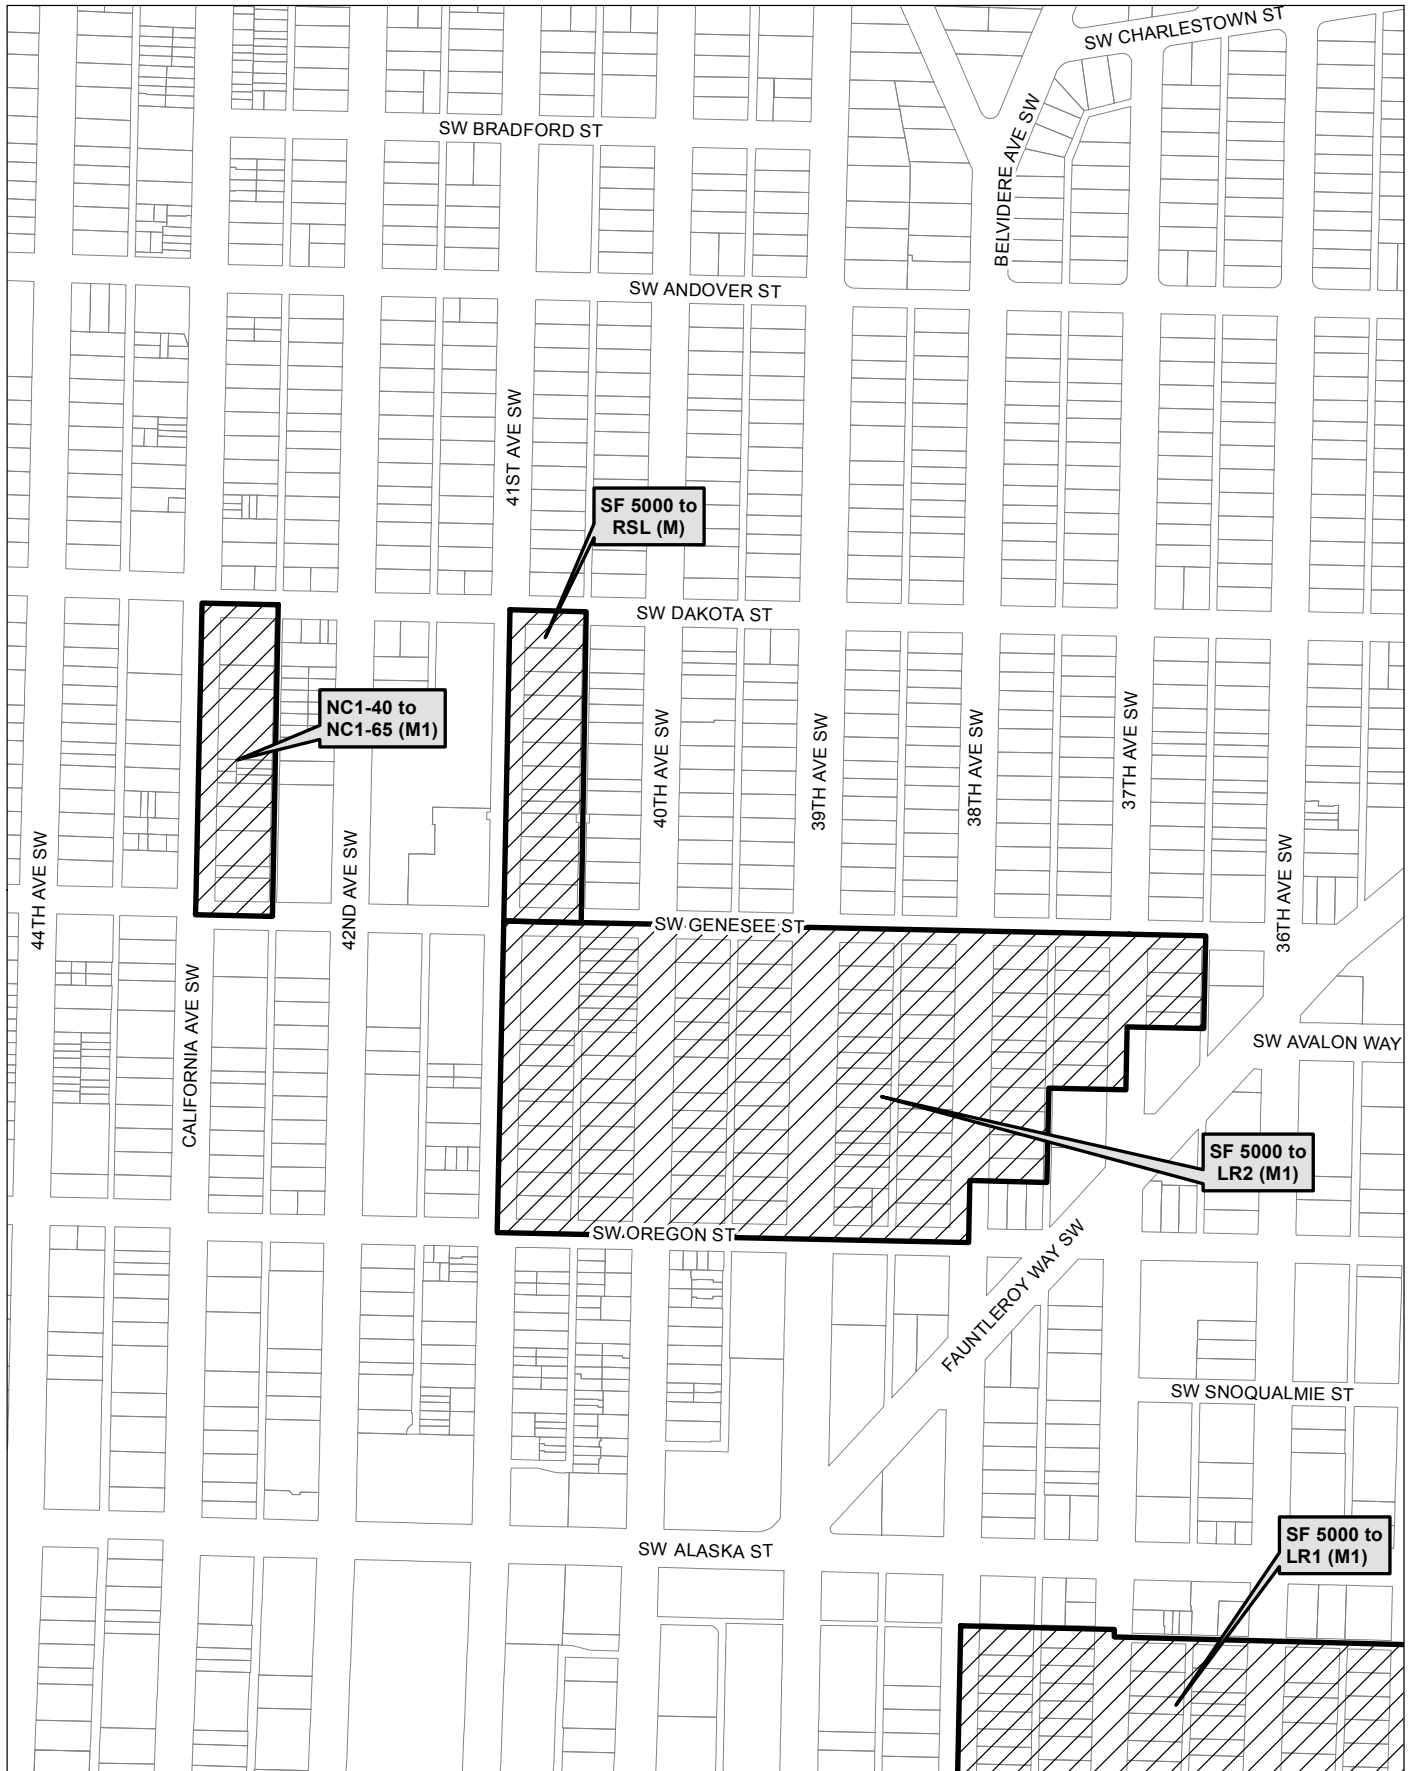 SW CHARLESTOWN ST
SW BRADFORD ST
BELVIDERE AVE SW
SW ANDOVER ST
41ST AVE SW
SF 5000 to
RSL (M)
SW DAKOTA ST
NC1-40 to
NC1-65 (M1)
40TH AVE SW
39TH AVE SW
38TH AVE SW
37TH AVE SW
44TH AVE SW
42ND AVE SW
36TH AVE SW
SW GENESEE ST
CALIFORNIA AVE SW
SW AVALON WAY
SF 5000 to
LR2 (M1)
SW OREGON ST
FAUNTLEROY WAY SW
SW SNOQUALMIE ST
SW ALASKA ST
SF 5000 to
LR1 (M1)